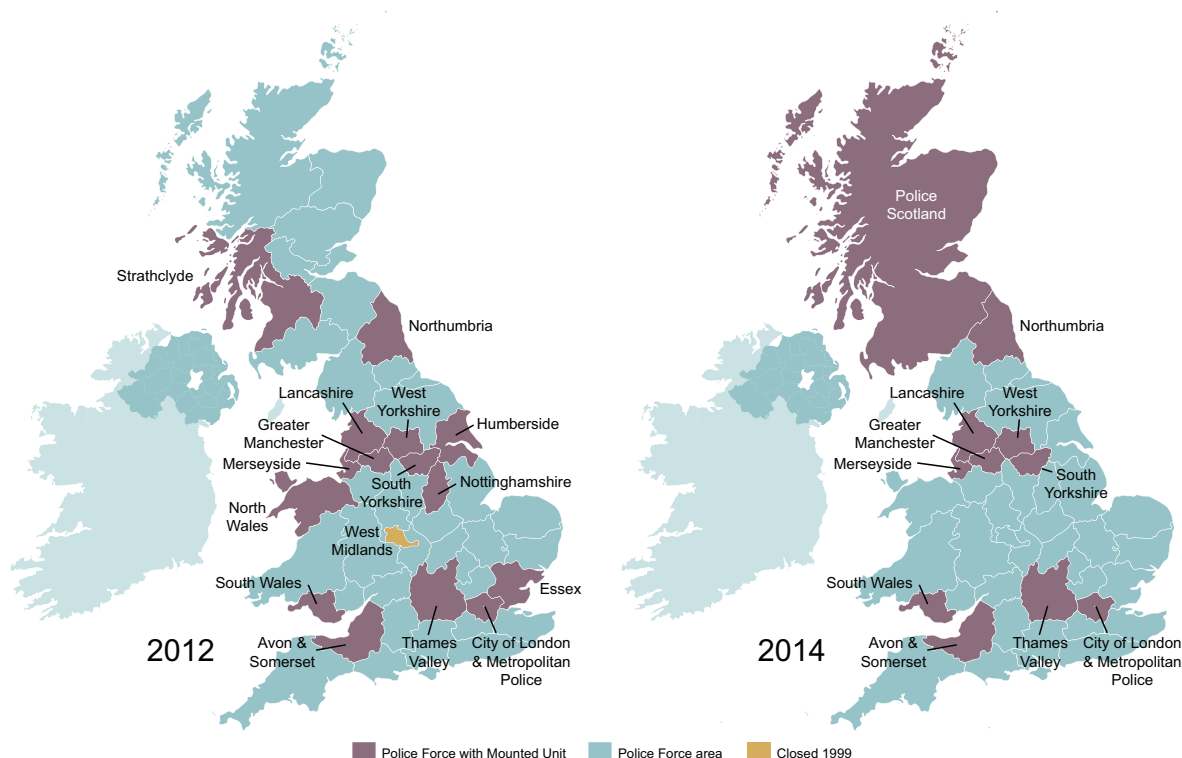 Strathclyde
Northumbria
Lancashire
West
Yorkshire
Greater
Manchester
Humberside
Merseyside
South
Yorkshire
Nottinghamshire
North
Wales
West
Midlands
South Wales
Essex
2012
Avon &
Somerset
Thames
Valley
City of London
& Metropolitan
Police
Police
Scotland
Northumbria
Lancashire
West
Yorkshire
Greater
Manchester
Merseyside
South
Yorkshire
South Wales
2014
Avon &
Somerset
Thames
Valley
City of London
& Metropolitan
Police
Police Force with Mounted Unit
Police Force area
Closed 1999